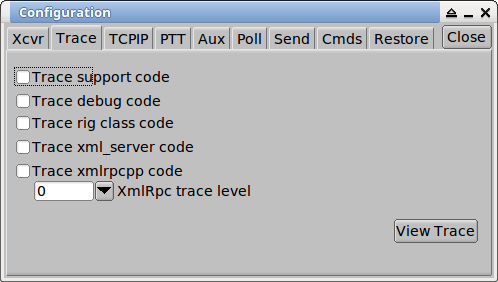 Configuration
Xcvr Trace TCPIP PTT Aux Poll Send Cmds Restore Close
Trace support code
Trace debug code
Trace rig class code
Trace xml_server code
Trace xmlrpcpp code
0 XmlRpc trace level
View Trace